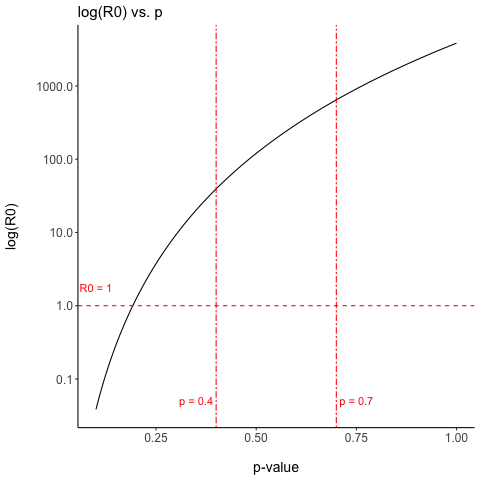 log(R0) vs. p
1000.0
100.0
10.0
1.0
0.1
log(R0)
R0 = 1
p = 0.4
p = 0.7
0.25
0.50
0.75
1.00
p-value